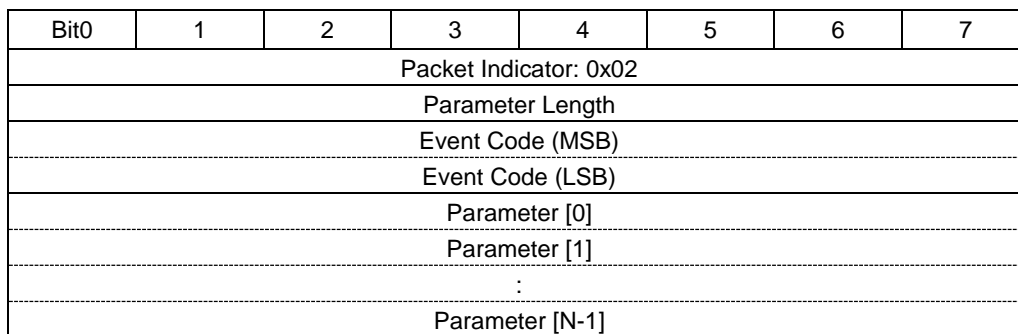 Bit0 1 2 3 4 5 6 7
Packet Indicator: 0x02
Parameter Length
Event Code (MSB)
Event Code (LSB)
Parameter [0]
Parameter [1]
:
Parameter [N-1]